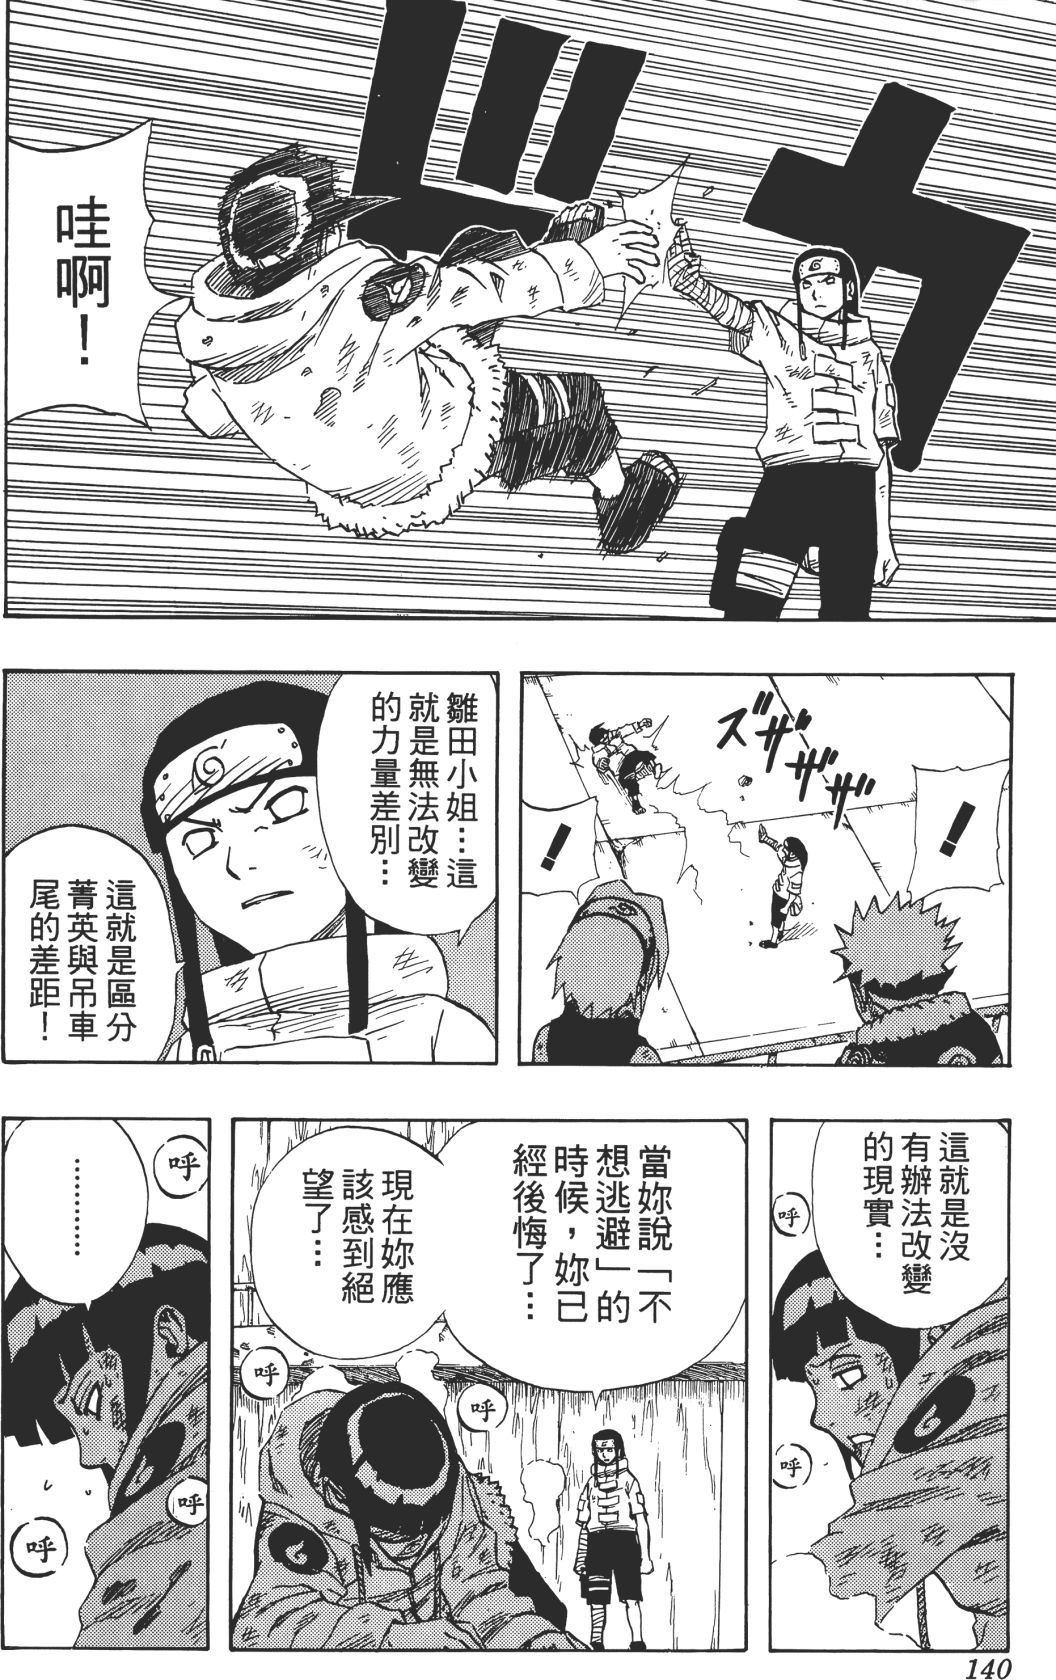 ドン
哇啊！
ズザザザ
！
！
雛田小姐…這
就是無法改變
的力量差別…
這就是區分
菁英與吊車
尾的差距！
這就是沒
有辦法改變
的現實…
呼
呼
當妳說「不
想逃避」的
時候，妳已
經後悔了…
現在妳應
該感到絕
望了…
呼
呼
呼
…………
呼
呼
140